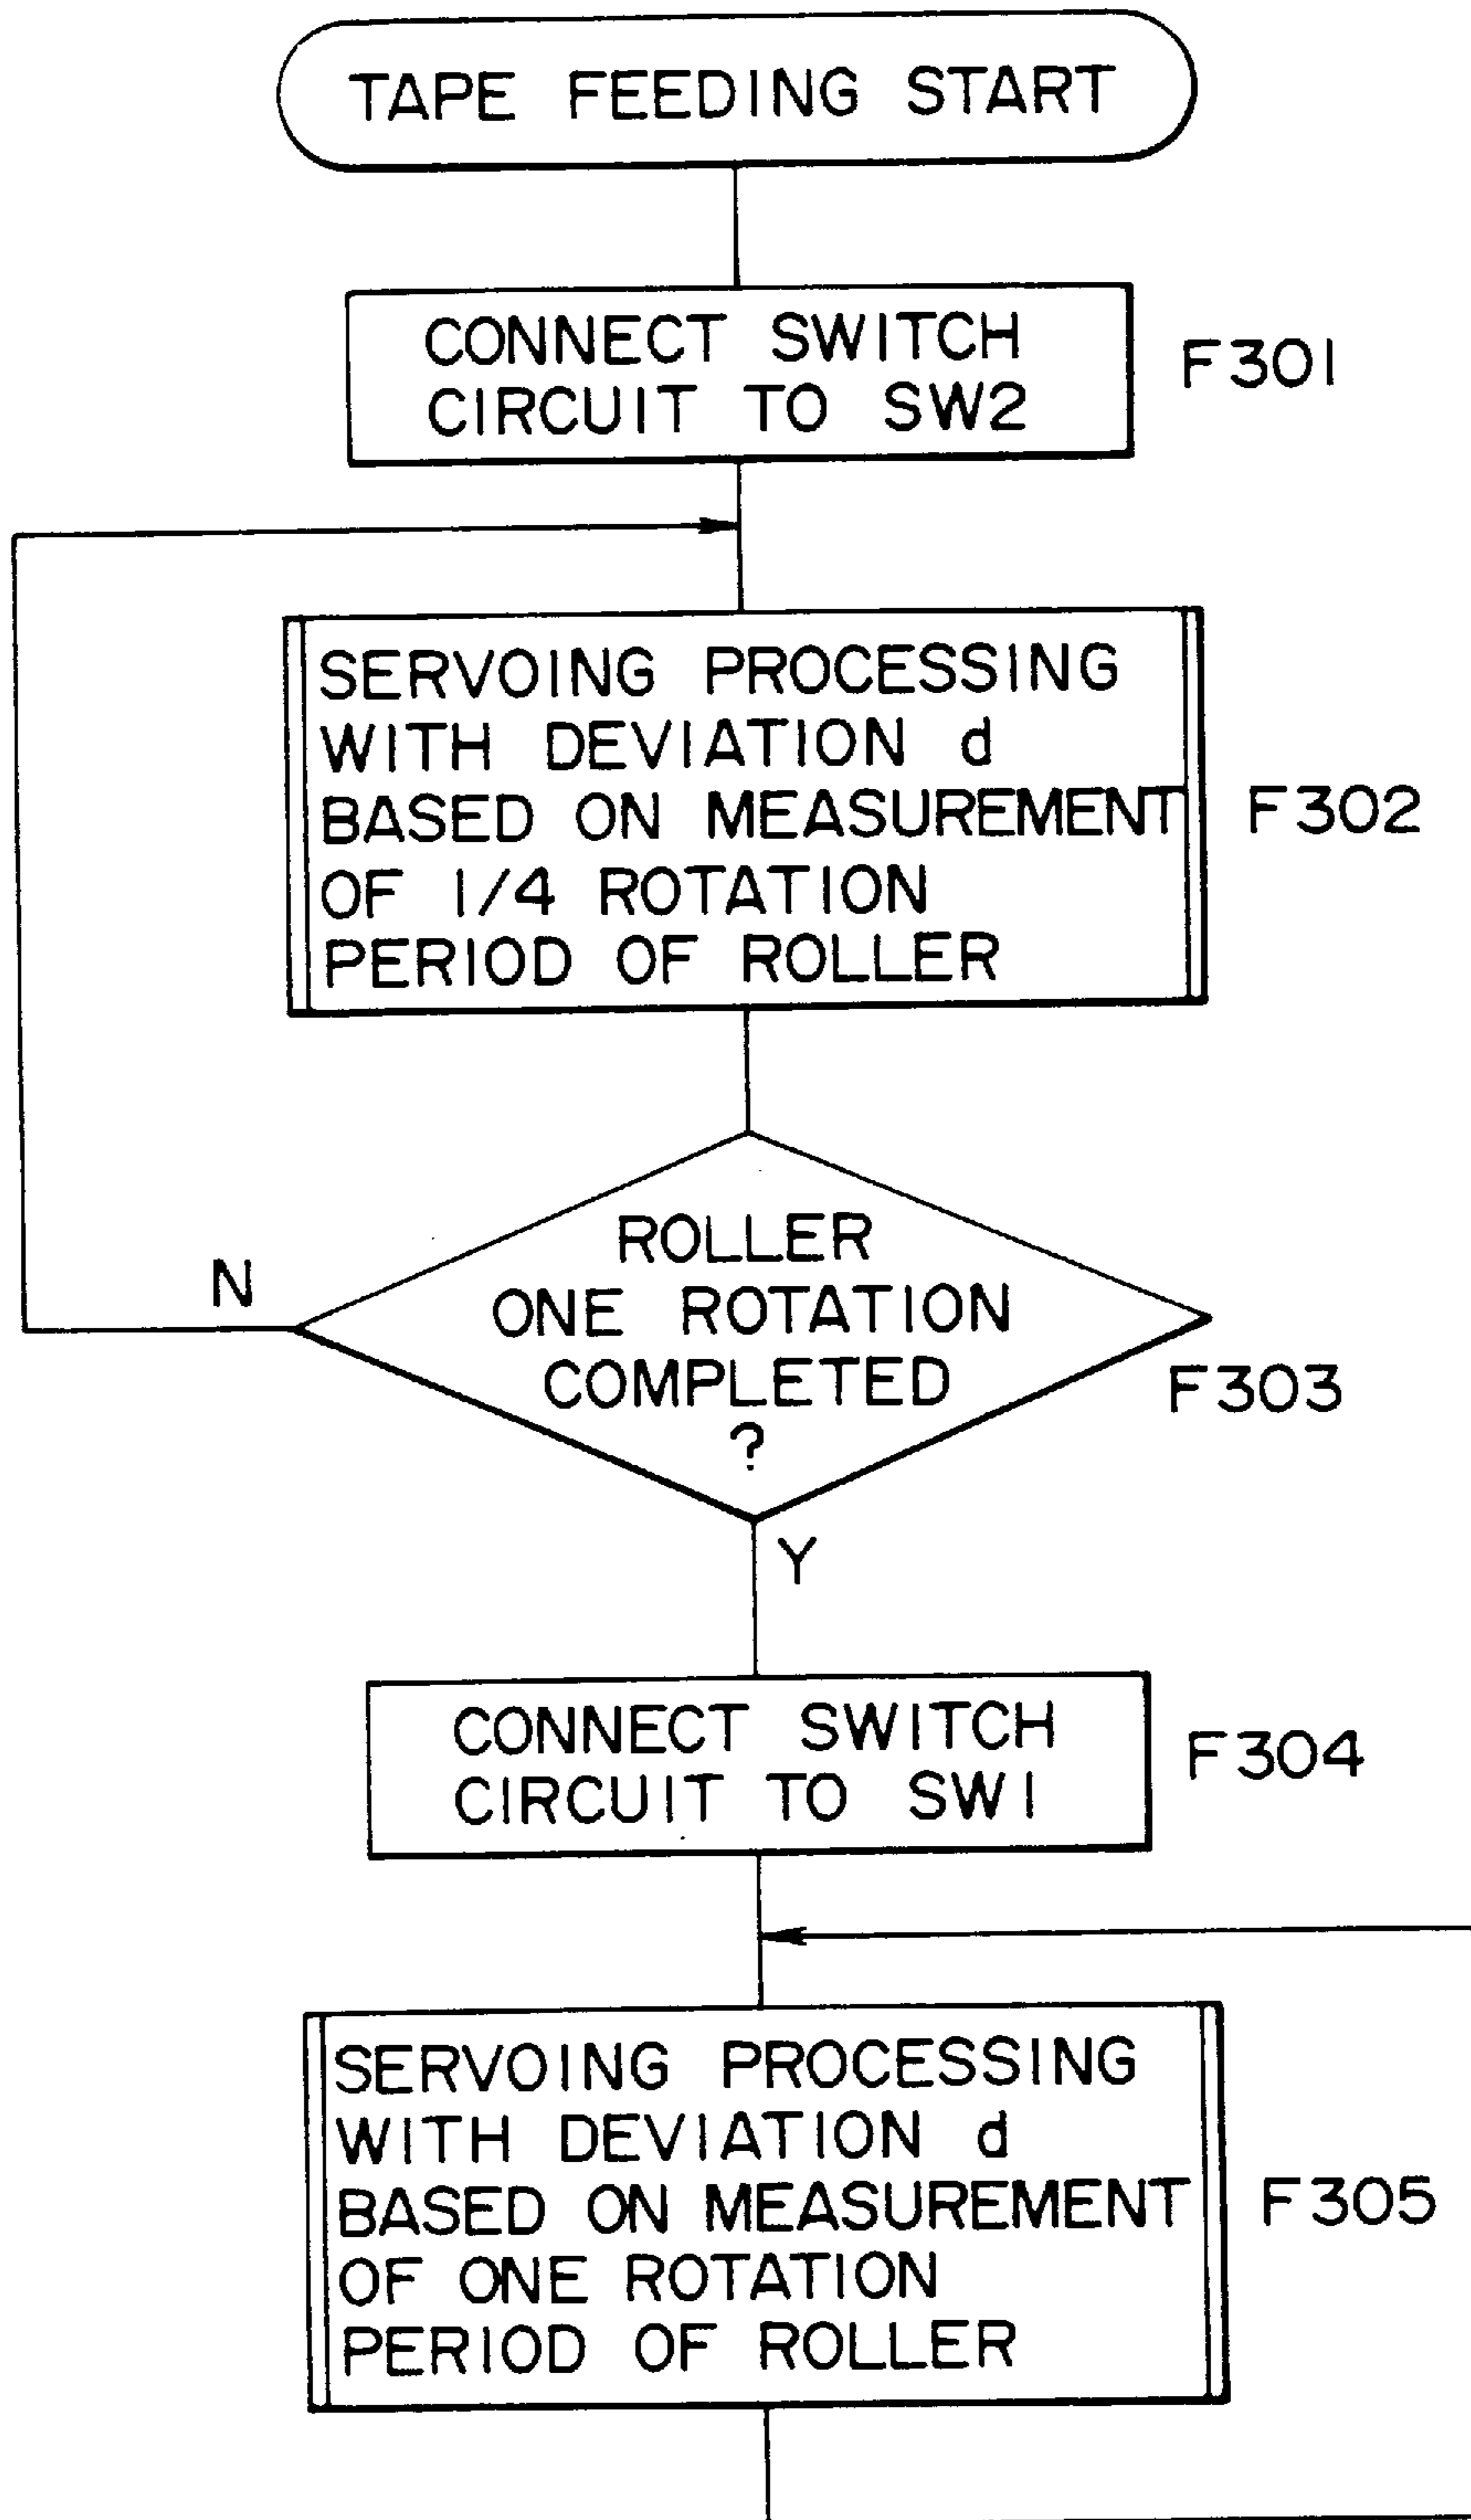 TAPE FEEDING START
CONNECT SWITCH
CIRCUIT TO SW2
F301
SERVOING PROCESSING
WITH DEVIATION d
BASED ON MEASUREMENT
OF 1/4 ROTATION
PERIOD OF ROLLER
F302
ROLLER
ONE ROTATION
COMPLETED
?
N
F303
Y
CONNECT SWITCH
CIRCUIT TO SW1
F304
SERVOING PROCESSING
WITH DEVIATION d
BASED ON MEASUREMENT
OF ONE ROTATION
PERIOD OF ROLLER
F305